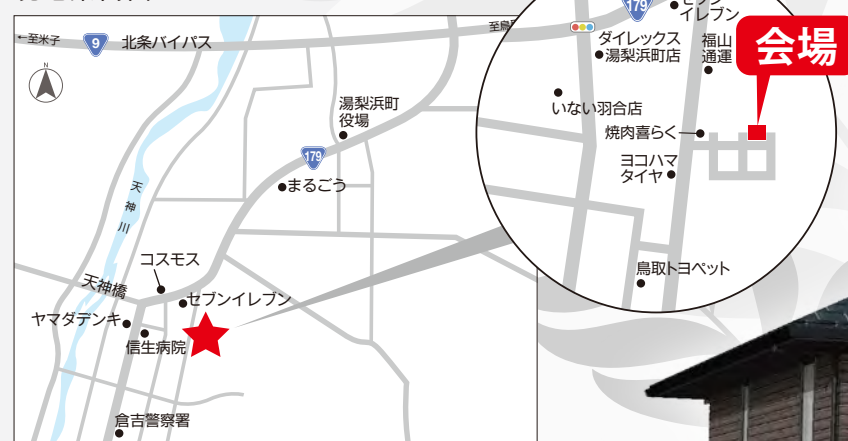 ←至米子
9
北条バイパス
至鳥
N
湯梨浜町
役場
179
まるごう
天神川
コスモス
天神橋
セブンイレブン
ヤマダデンキ
信生病院
倉吉警察署
179
イレブン
ダイレックス
湯梨浜町店
福山
通運
会場
いない羽合店
焼肉喜らく
ヨコハマ
タイヤ
鳥取トヨペット